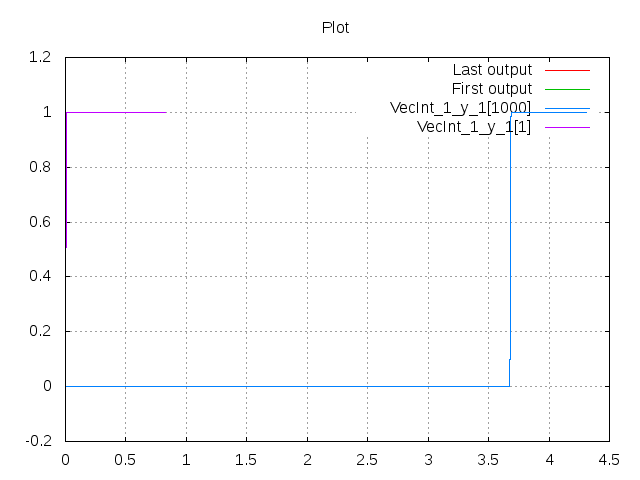 Plot
1.2
1
0.8
0.6
0.4
0.2
0
-0.2
Last output
First output
VecInt_1_y_1[1000]
VecInt_1_y_1[1]
0 0.5 1 1.5 2 2.5 3 3.5 4 4.5